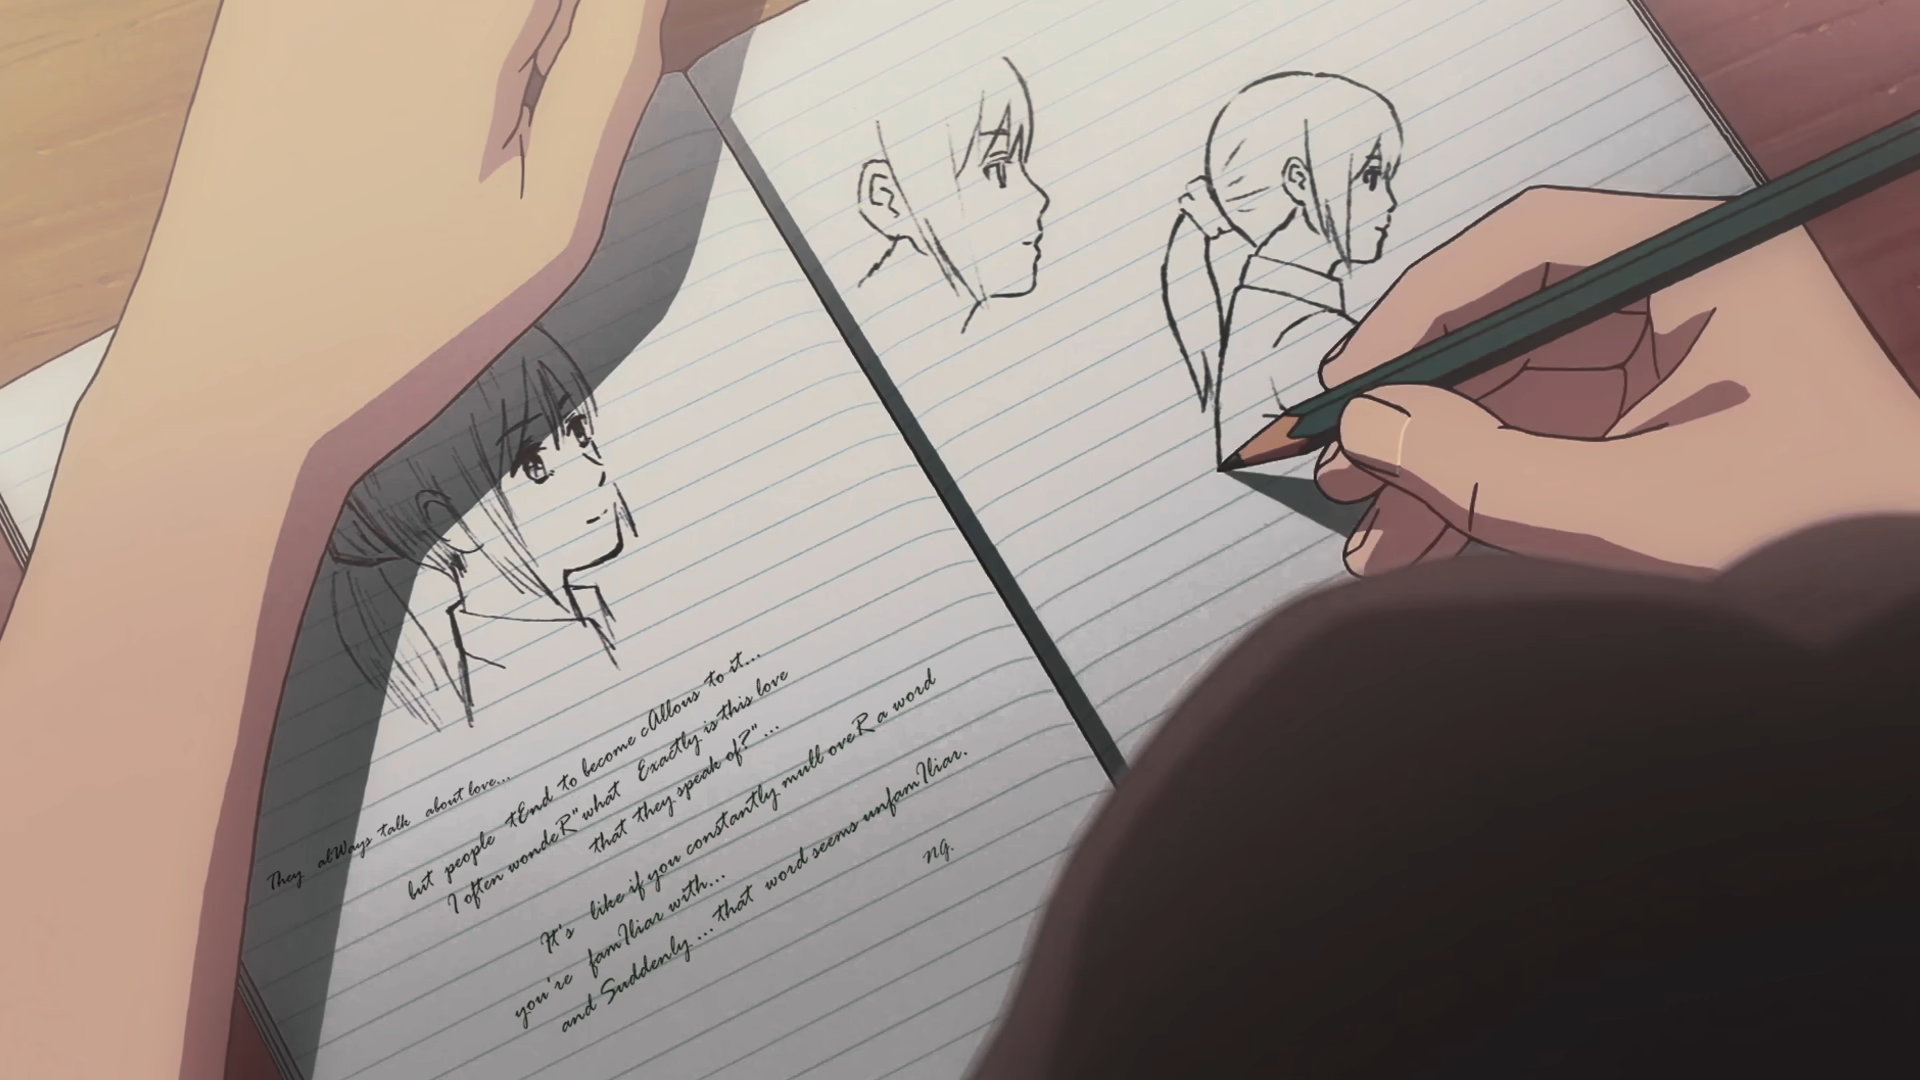 They alWays talk about love...
but people tEnd to become cAllous to it...
I often wondeR"what Exactly is this love
that they speak of?" ...
It's like if you constantly mull oveR a word
you're famIliar with...
and Suddenly ... that word seems unfamIliar.
ng.